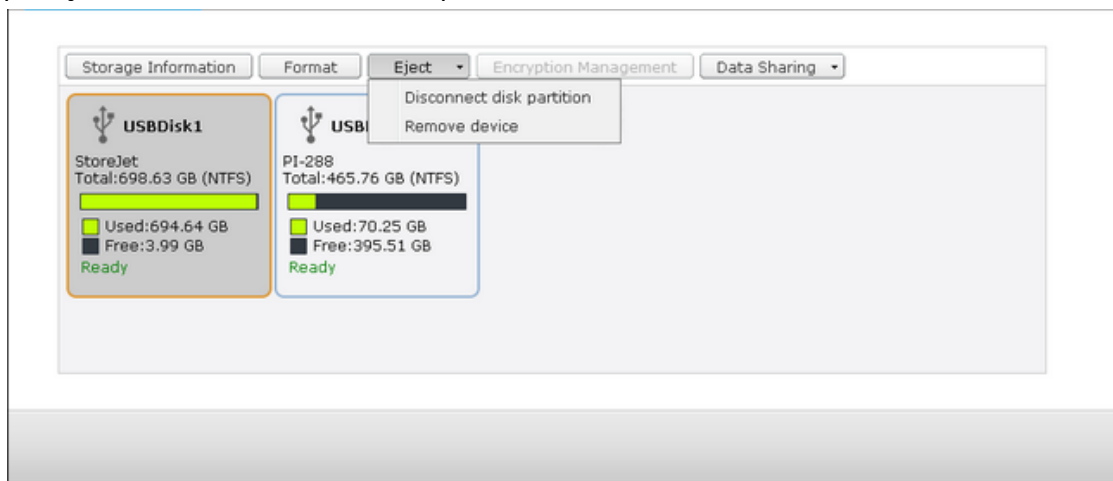 Storage Information Format Eject Encryption Management Data Sharing
Disconnect disk partition
Remove device
USBDisk1
StoreJet
Total:698.63 GB (NTFS)
Used:694.64 GB
Free:3.99 GB
Ready
PI-288
Total:465.76 GB (NTFS)
Used:70.25 GB
Free:395.51 GB
Ready